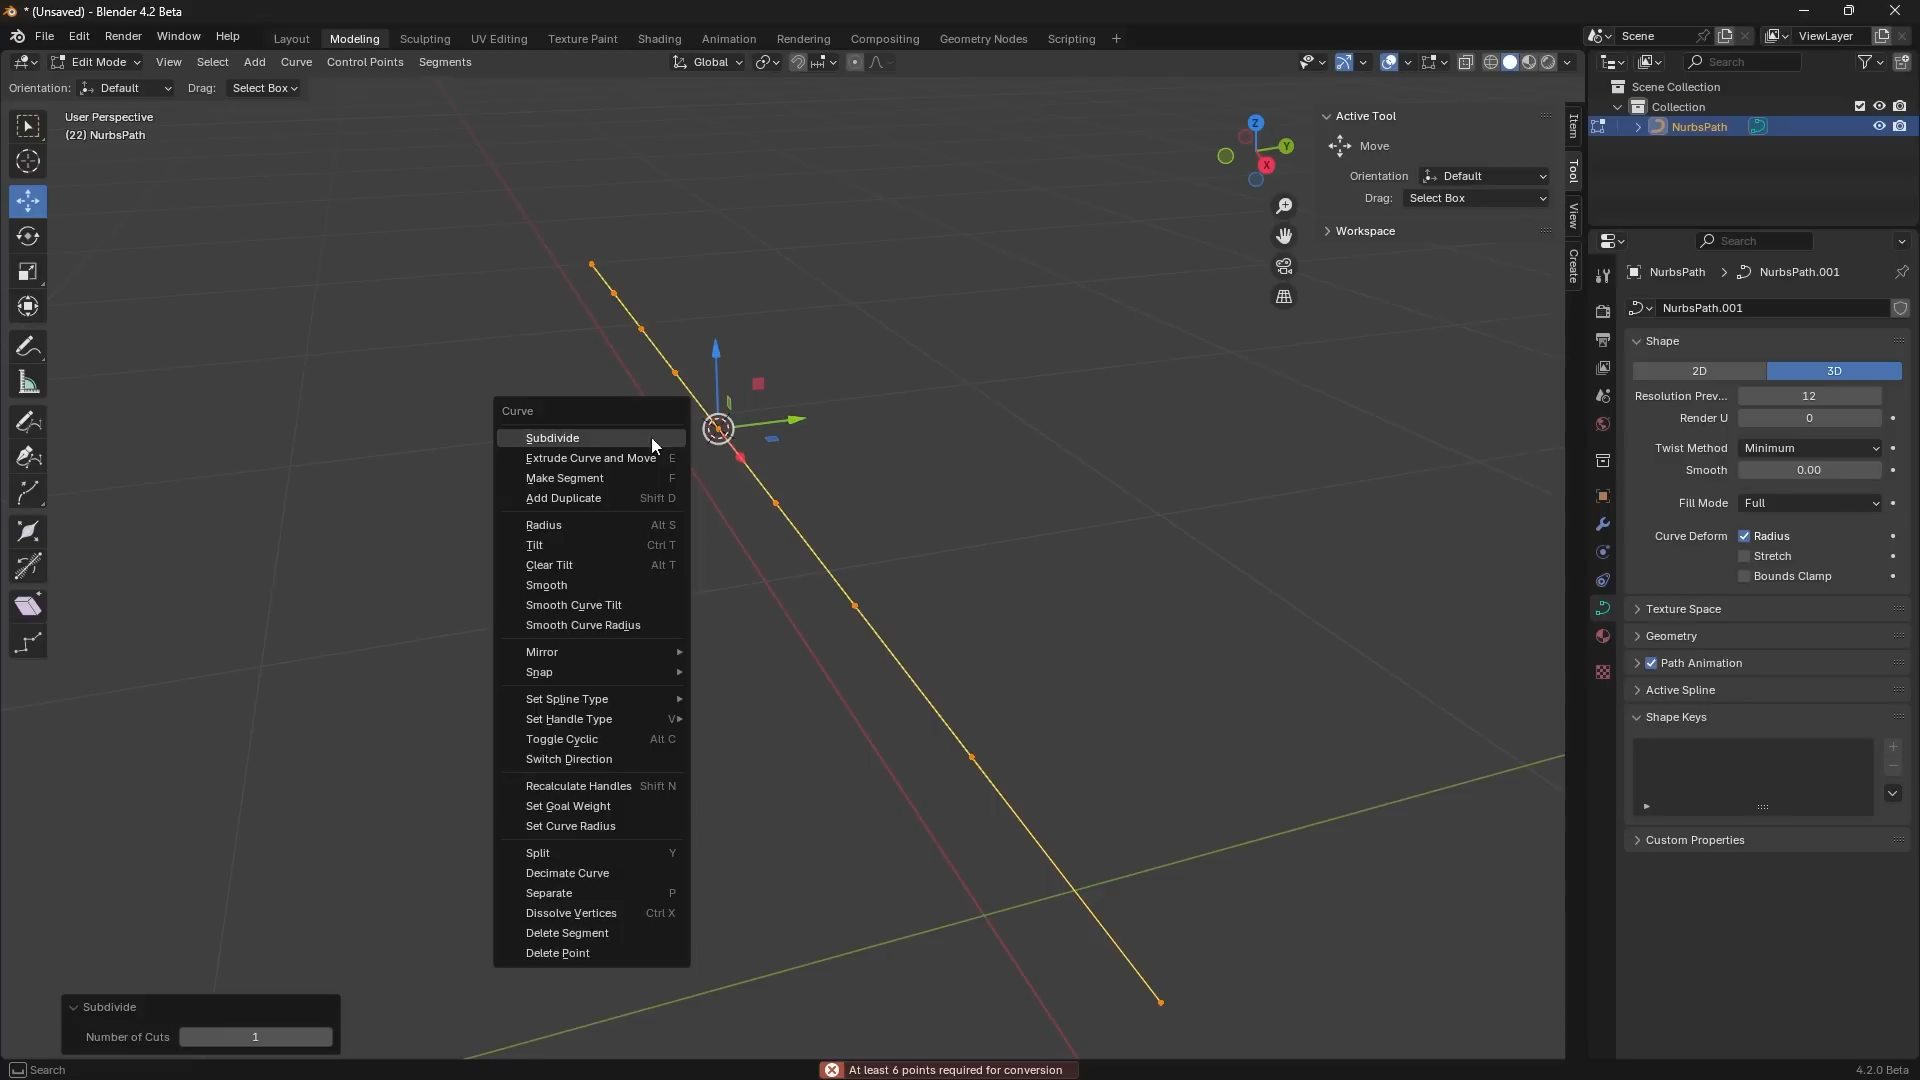 * (Unsaved) - Blender 4.2 Beta
File Edit Render Window Help Layout Modeling Sculpting UV Editing Texture Paint Shading Animation Rendering Compositing Geometry Nodes Scripting + Scene ViewLayer
Edit Mode View Select Add Curve Control Points Segments Global Search
Orientation: Default Drag: Select Box
User Perspective
(22) NurbsPath
Z
Y
X
Active Tool
Move
Orientation Default
Drag: Select Box
Workspace
Item
Tool
View
Create
Scene Collection
Collection
NurbsPath
Search
NurbsPath > NurbsPath.001
NurbsPath.001
Shape
2D 3D
Resolution Prev... 12
Render U 0
Twist Method Minimum
Smooth 0.00
Fill Mode Full
Curve Deform Radius
Stretch
Bounds Clamp
Texture Space
Geometry
Path Animation
Active Spline
Shape Keys
Custom Properties
Curve
Subdivide
Extrude Curve and Move E
Make Segment F
Add Duplicate Shift D
Radius Alt S
Tilt Ctrl T
Clear Tilt Alt T
Smooth
Smooth Curve Tilt
Smooth Curve Radius
Mirror
Snap
Set Spline Type
Set Handle Type V
Toggle Cyclic Alt C
Switch Direction
Recalculate Handles Shift N
Set Goal Weight
Set Curve Radius
Split Y
Decimate Curve
Separate P
Dissolve Vertices Ctrl X
Delete Segment
Delete Point
Subdivide
Number of Cuts 1
Search
At least 6 points required for conversion
4.2.0 Beta